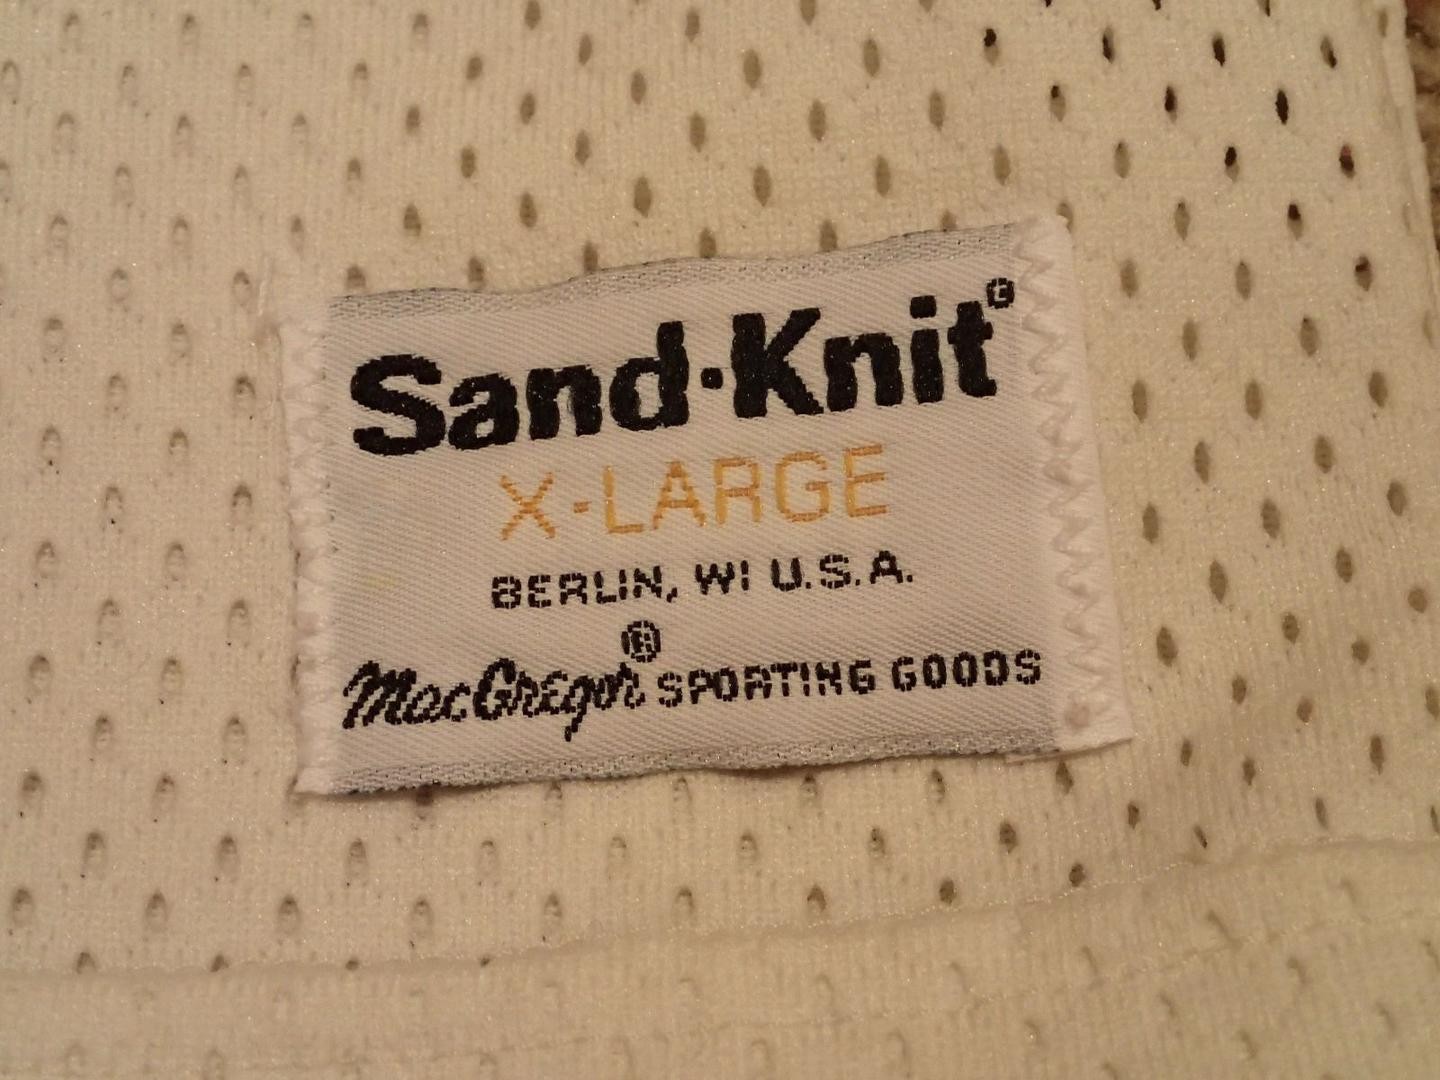 Sand·Knit®
X-LARGE
BERLIN, WI U.S.A.
MacGregor® SPORTING GOODS